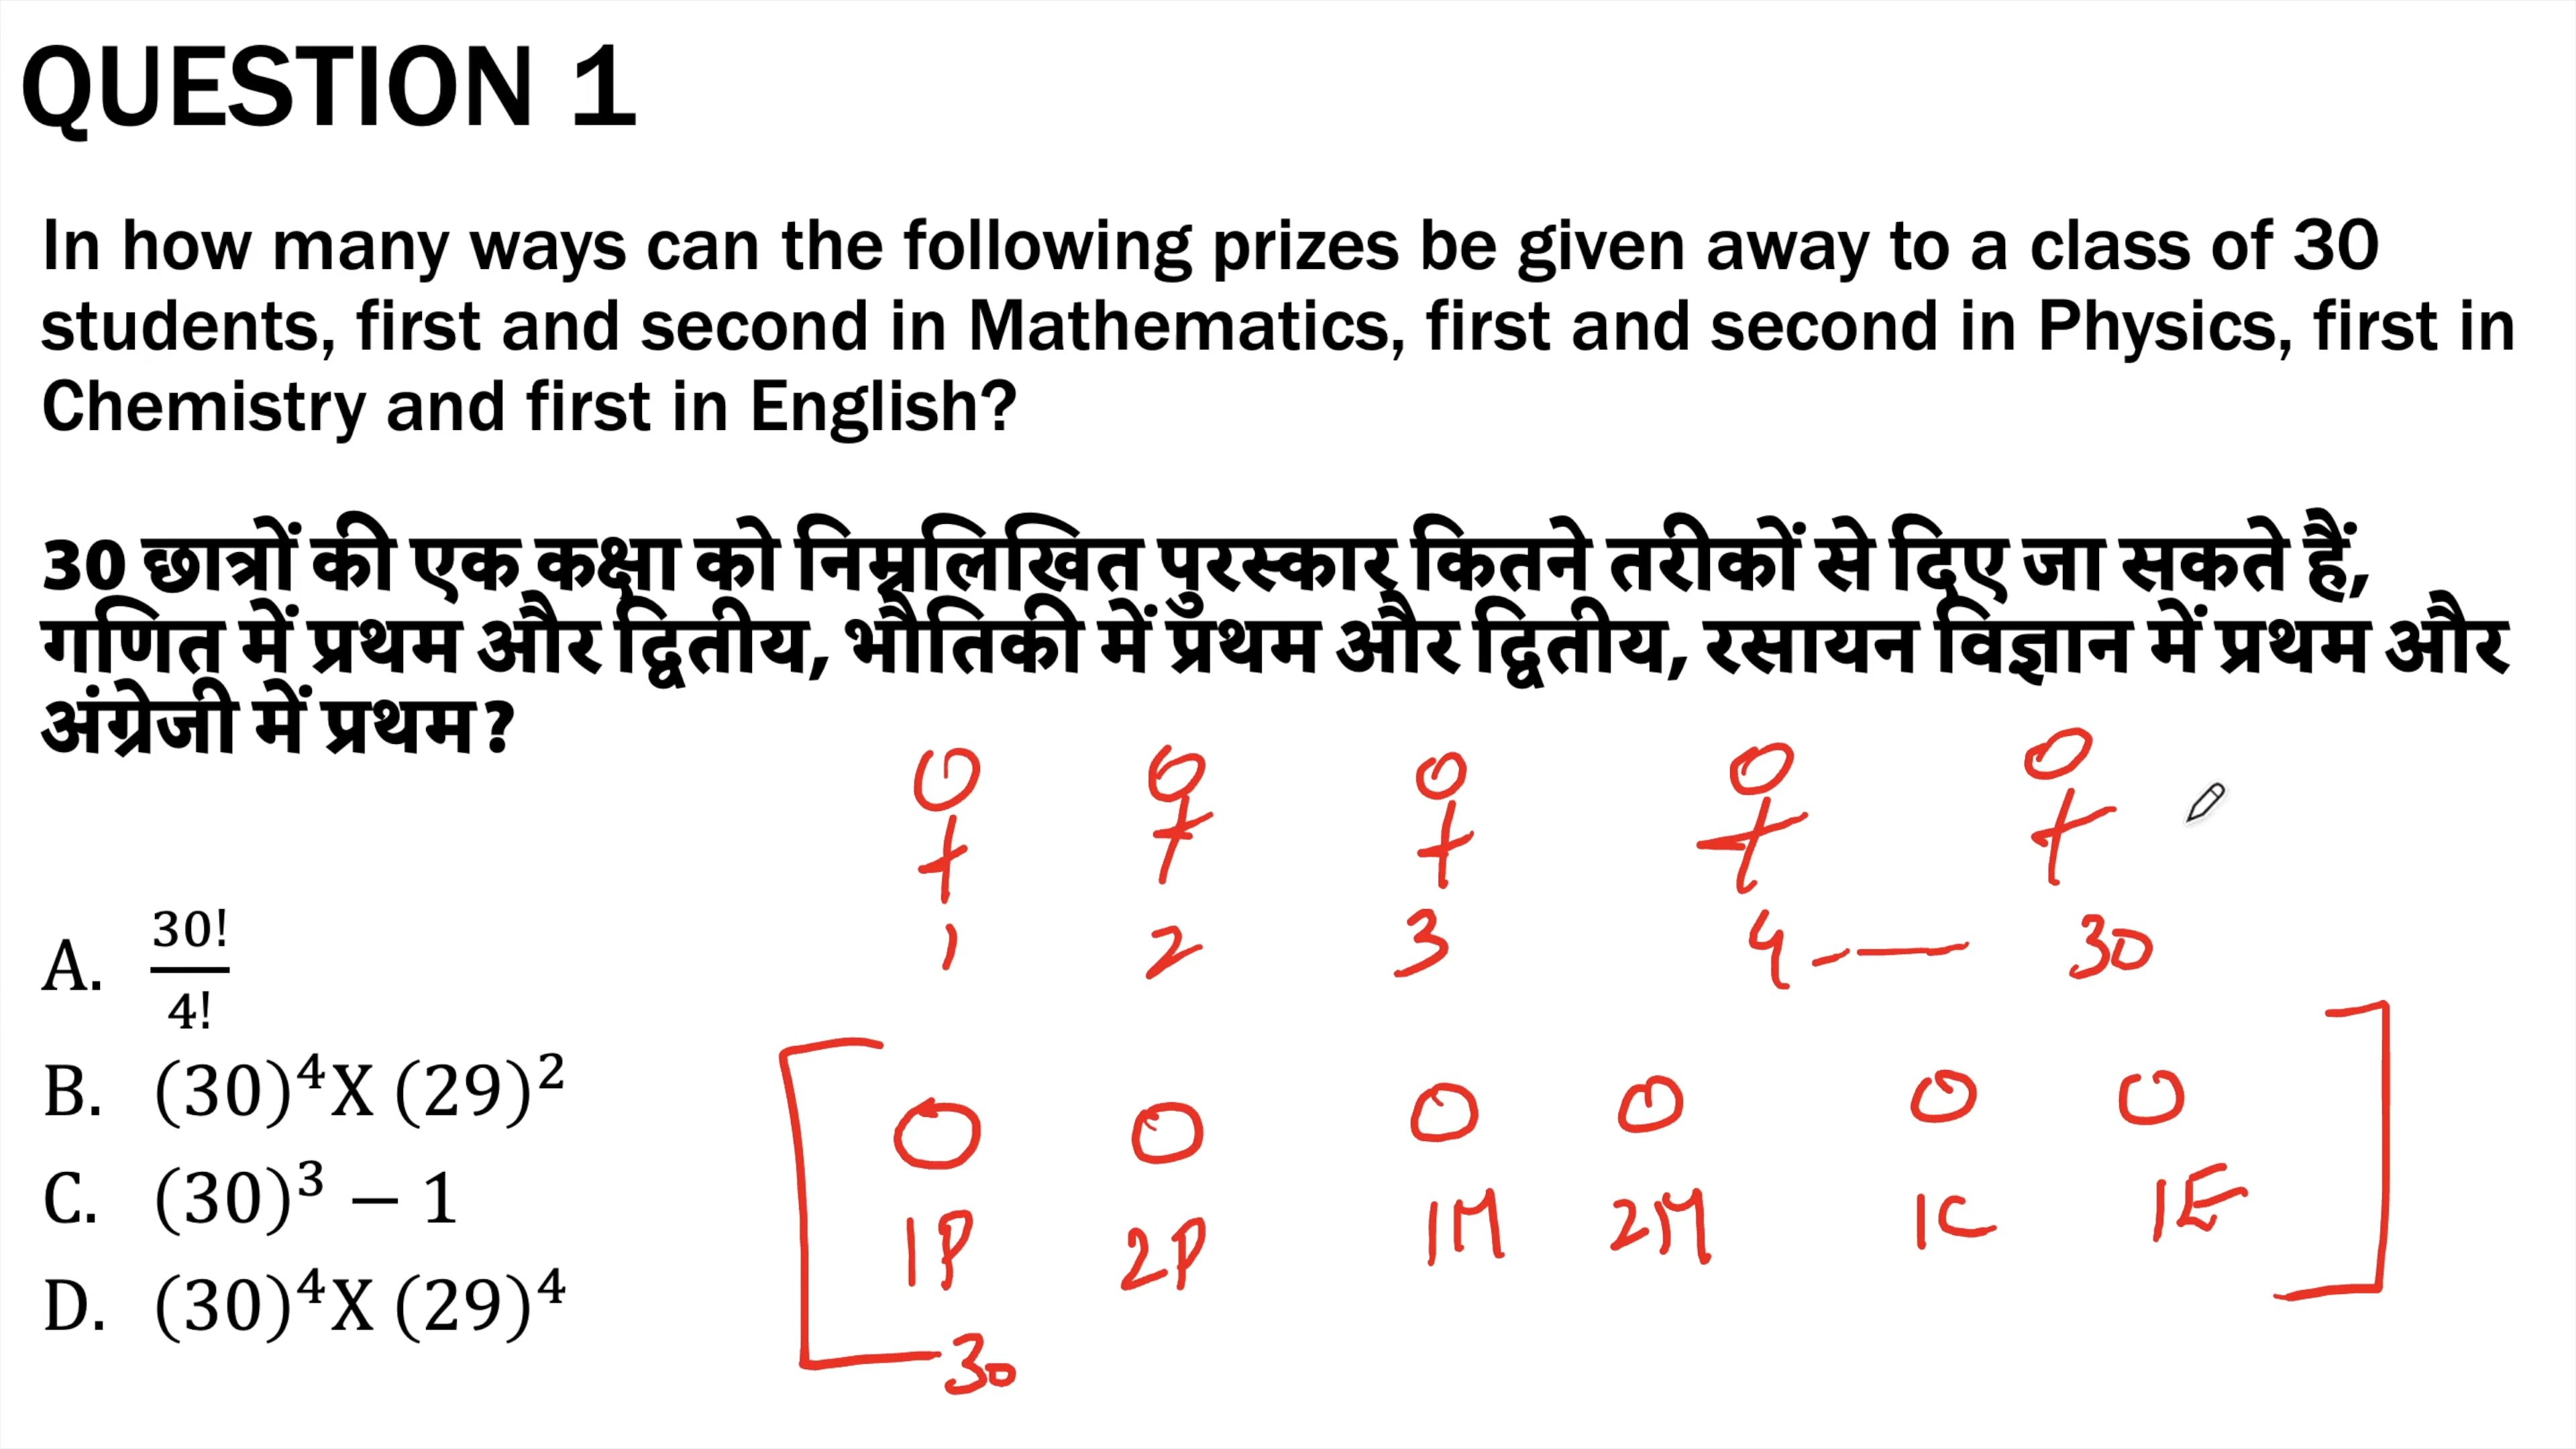 QUESTION 1
In how many ways can the following prizes be given away to a class of 30
students, first and second in Mathematics, first and second in Physics, first in
Chemistry and first in English?
30 छात्रों की एक कक्षा को निम्नलिखित पुरस्कार कितने तरीकों से दिए जा सकते हैं,
गणित में प्रथम और द्वितीय, भौतिकी में प्रथम और द्वितीय, रसायन विज्ञान में प्रथम और
अंग्रेजी में प्रथम?
1 2 3 4 -— 30
A. 30!/4!
B. (30)⁴X (29)²
C. (30)³ − 1
D. (30)⁴X (29)⁴
1P 2P 1M 2M 1C 1E
30